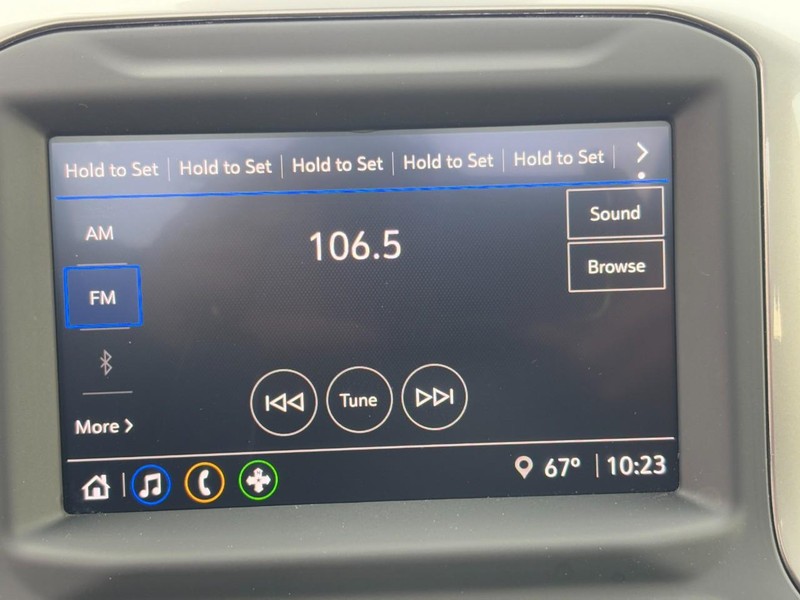 Hold to Set Hold to Set Hold to Set Hold to Set Hold to Set
AM
106.5
Sound
FM
Browse
Tune
More
67° 10:23